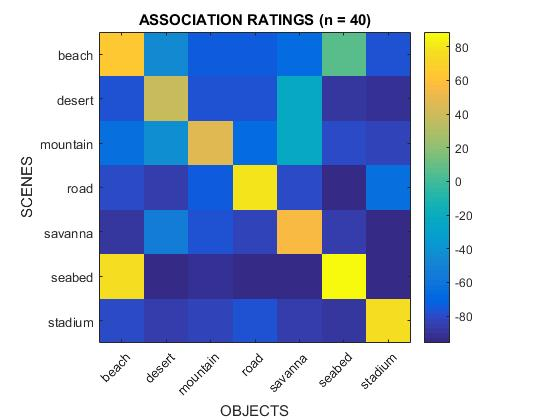 ASSOCIATION RATINGS (n = 40)
SCENES
beach
desert
mountain
road
savanna
seabed
stadium
beach
desert
mountain
road
savanna
seabed
stadium
OBJECTS
80
60
40
20
0
-20
-40
-60
-80